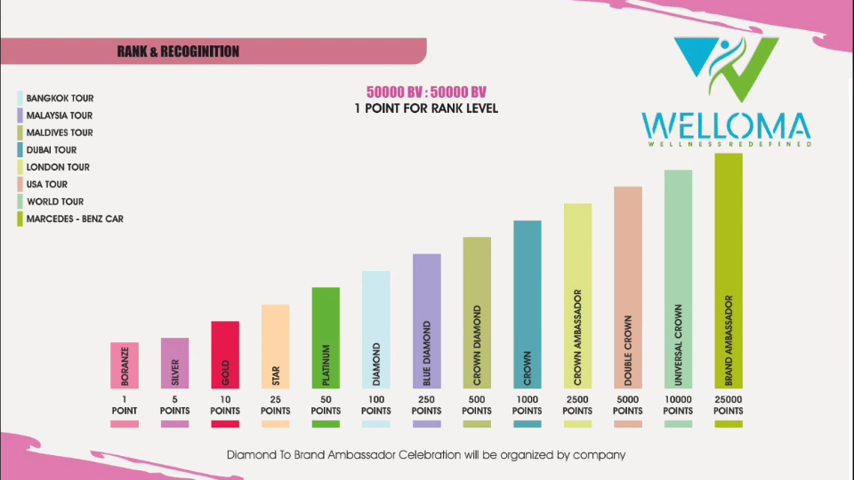 RANK & RECOGINITION
50000 BV : 50000 BV
1 POINT FOR RANK LEVEL
WELLOMA
WELLNESS REDEFINED
BANGKOK TOUR
MALAYSIA TOUR
MALDIVES TOUR
DUBAI TOUR
LONDON TOUR
USA TOUR
WORLD TOUR
MARCEDES - BENZ CAR
BORANZE
SILVER
GOLD
STAR
PLATINUM
DIAMOND
BLUE DIAMOND
CROWN DIAMOND
CROWN
CROWN AMBASSADOR
DOUBLE CROWN
UNIVERSAL CROWN
BRAND AMBASSADOR
1 5 10 25 50 100 250 500 1000 2500 5000 10000 25000
POINT POINTS POINTS POINTS POINTS POINTS POINTS POINTS POINTS POINTS POINTS POINTS POINTS
Diamond To Brand Ambassador Celebration will be organized by company